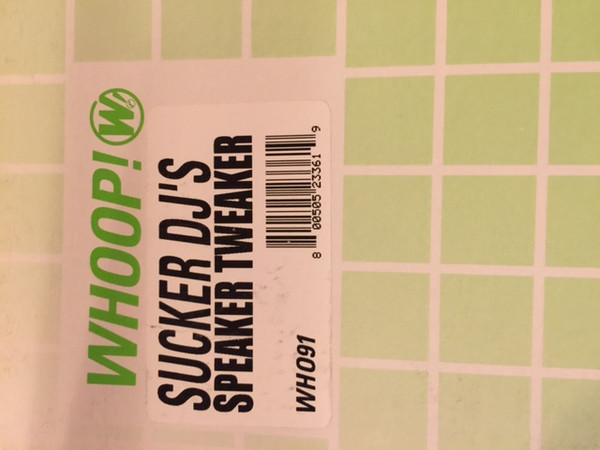 WHOOP! W
SUCKER DJ'S
SPEAKER TWEAKER
8 00505 23361 9
WH091